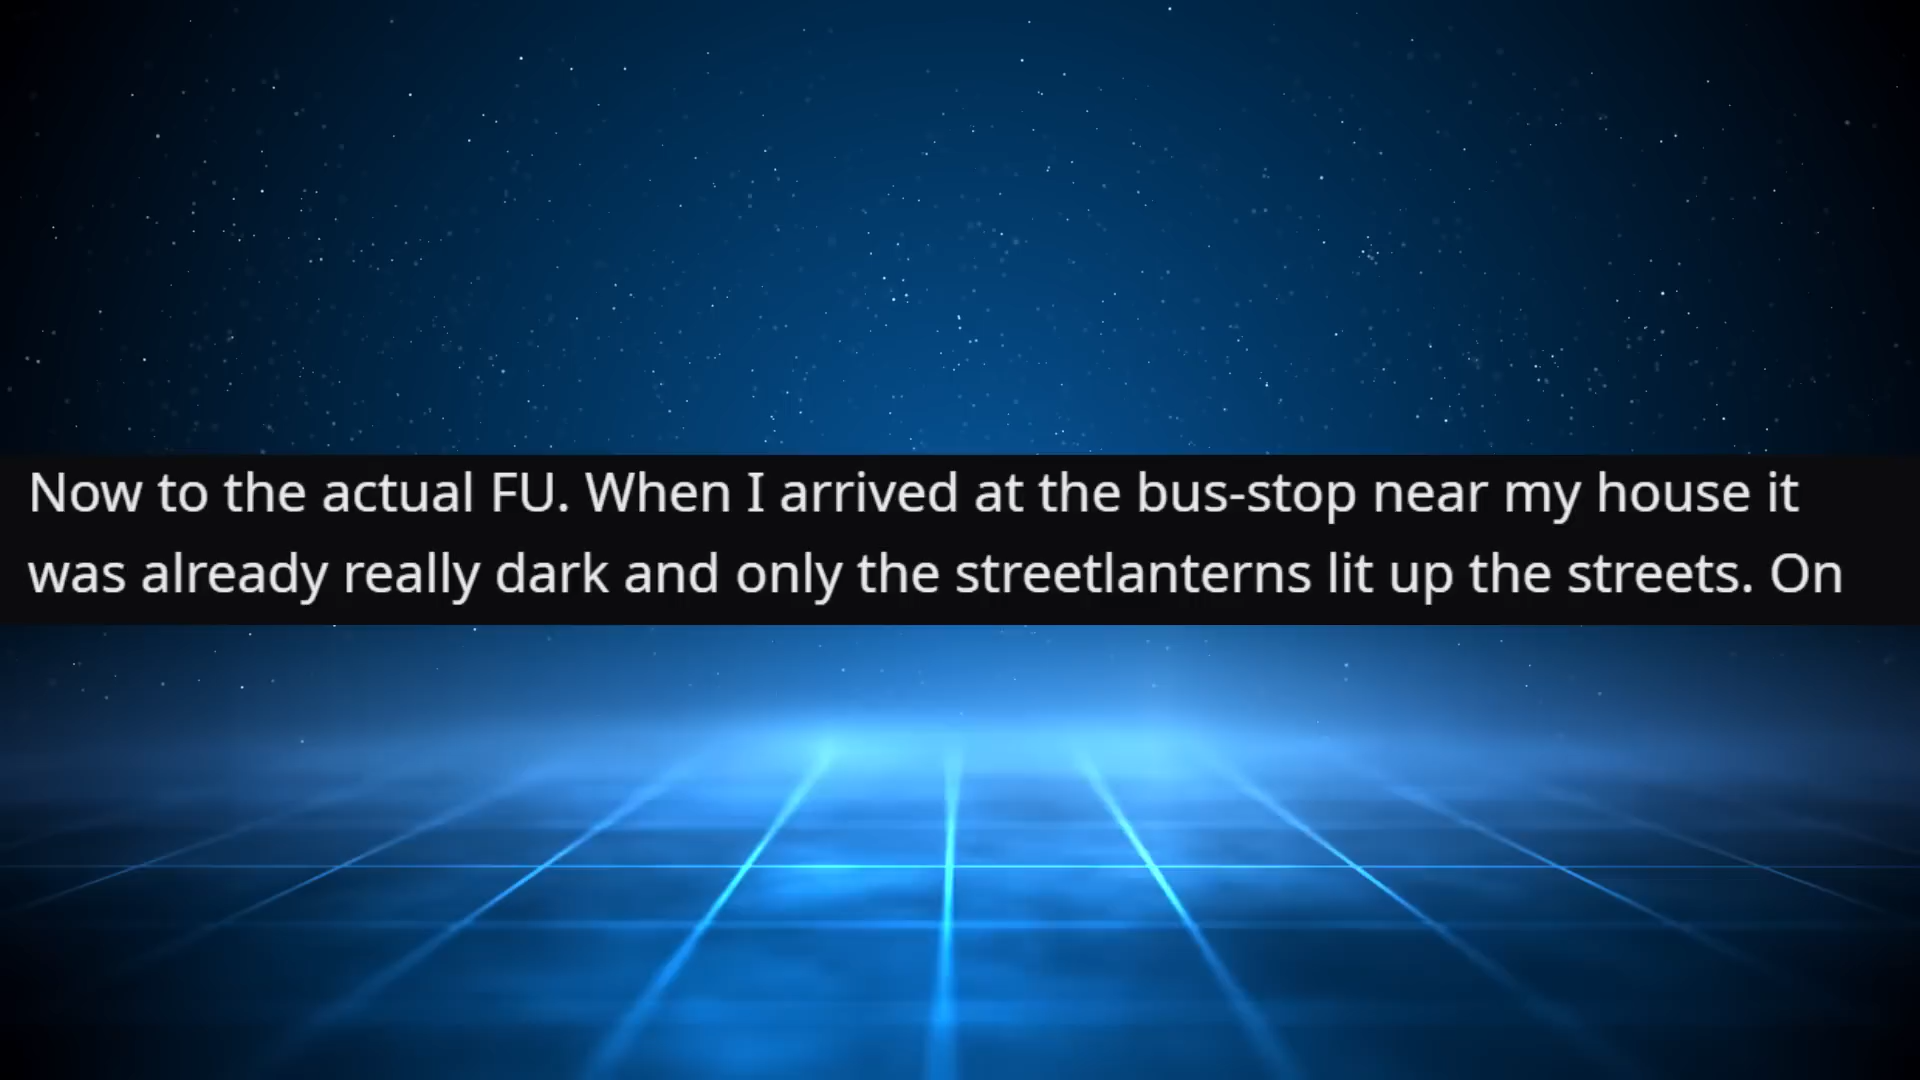 Now to the actual FU. When I arrived at the bus-stop near my house it
was already really dark and only the streetlanterns lit up the streets. On